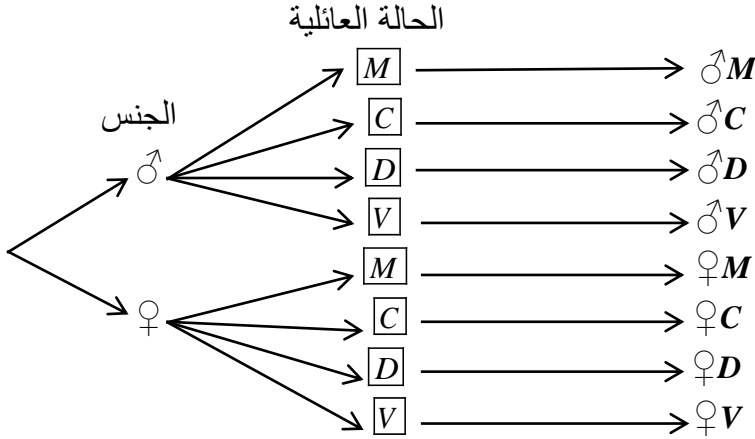 الحالة العائلية
M ♂M
الجنس
C ♂C
♂ D ♂D
V ♂V
M ♀M
♀ C ♀C
D ♀D
V ♀V